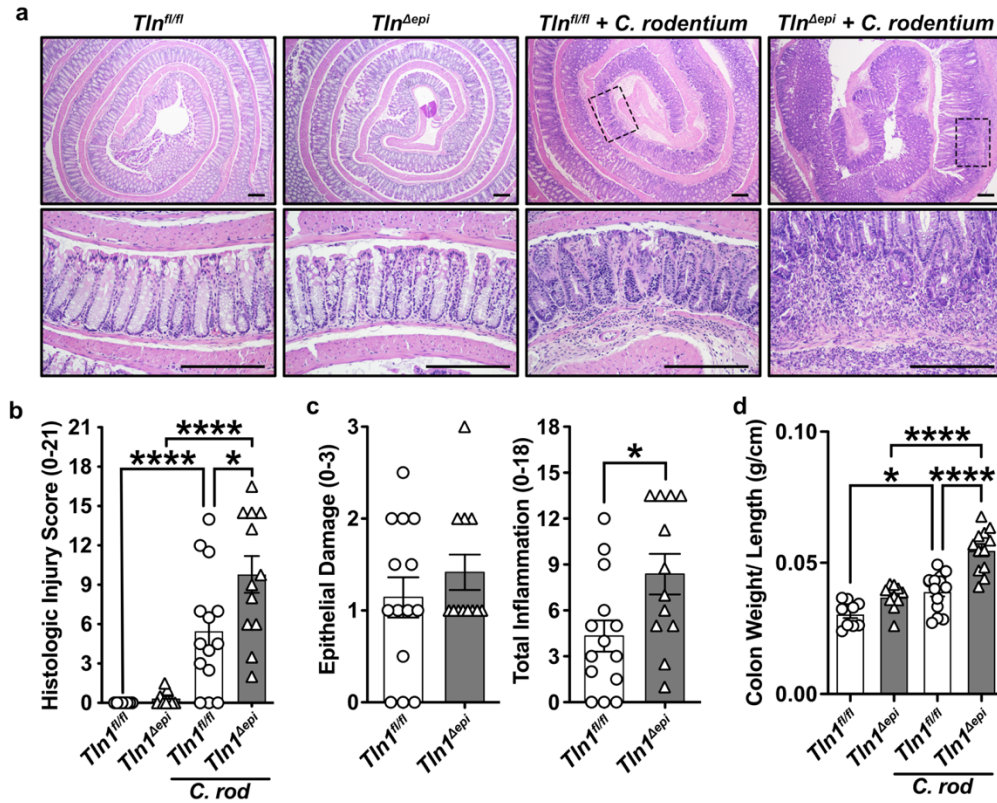 a
Tln^fl/fl
Tln^Δepi
Tln^fl/fl + C. rodentium
Tln^Δepi + C. rodentium
b
Histologic Injury Score (0-21)
21
18
15
12
9
6
3
0
****
****
*
Tln1^fl/fl
Tln1^Δepi
Tln1^fl/fl
Tln1^Δepi
C. rod
c
Epithelial Damage (0-3)
3
2
1
0
Tln1^fl/fl
Tln1^Δepi
Total Inflammation (0-18)
18
15
12
9
6
3
0
*
Tln1^fl/fl
Tln1^Δepi
d
Colon Weight/ Length (g/cm)
0.10
0.05
0.00
****
*
****
Tln1^fl/fl
Tln1^Δepi
Tln1^fl/fl
Tln1^Δepi
C. rod